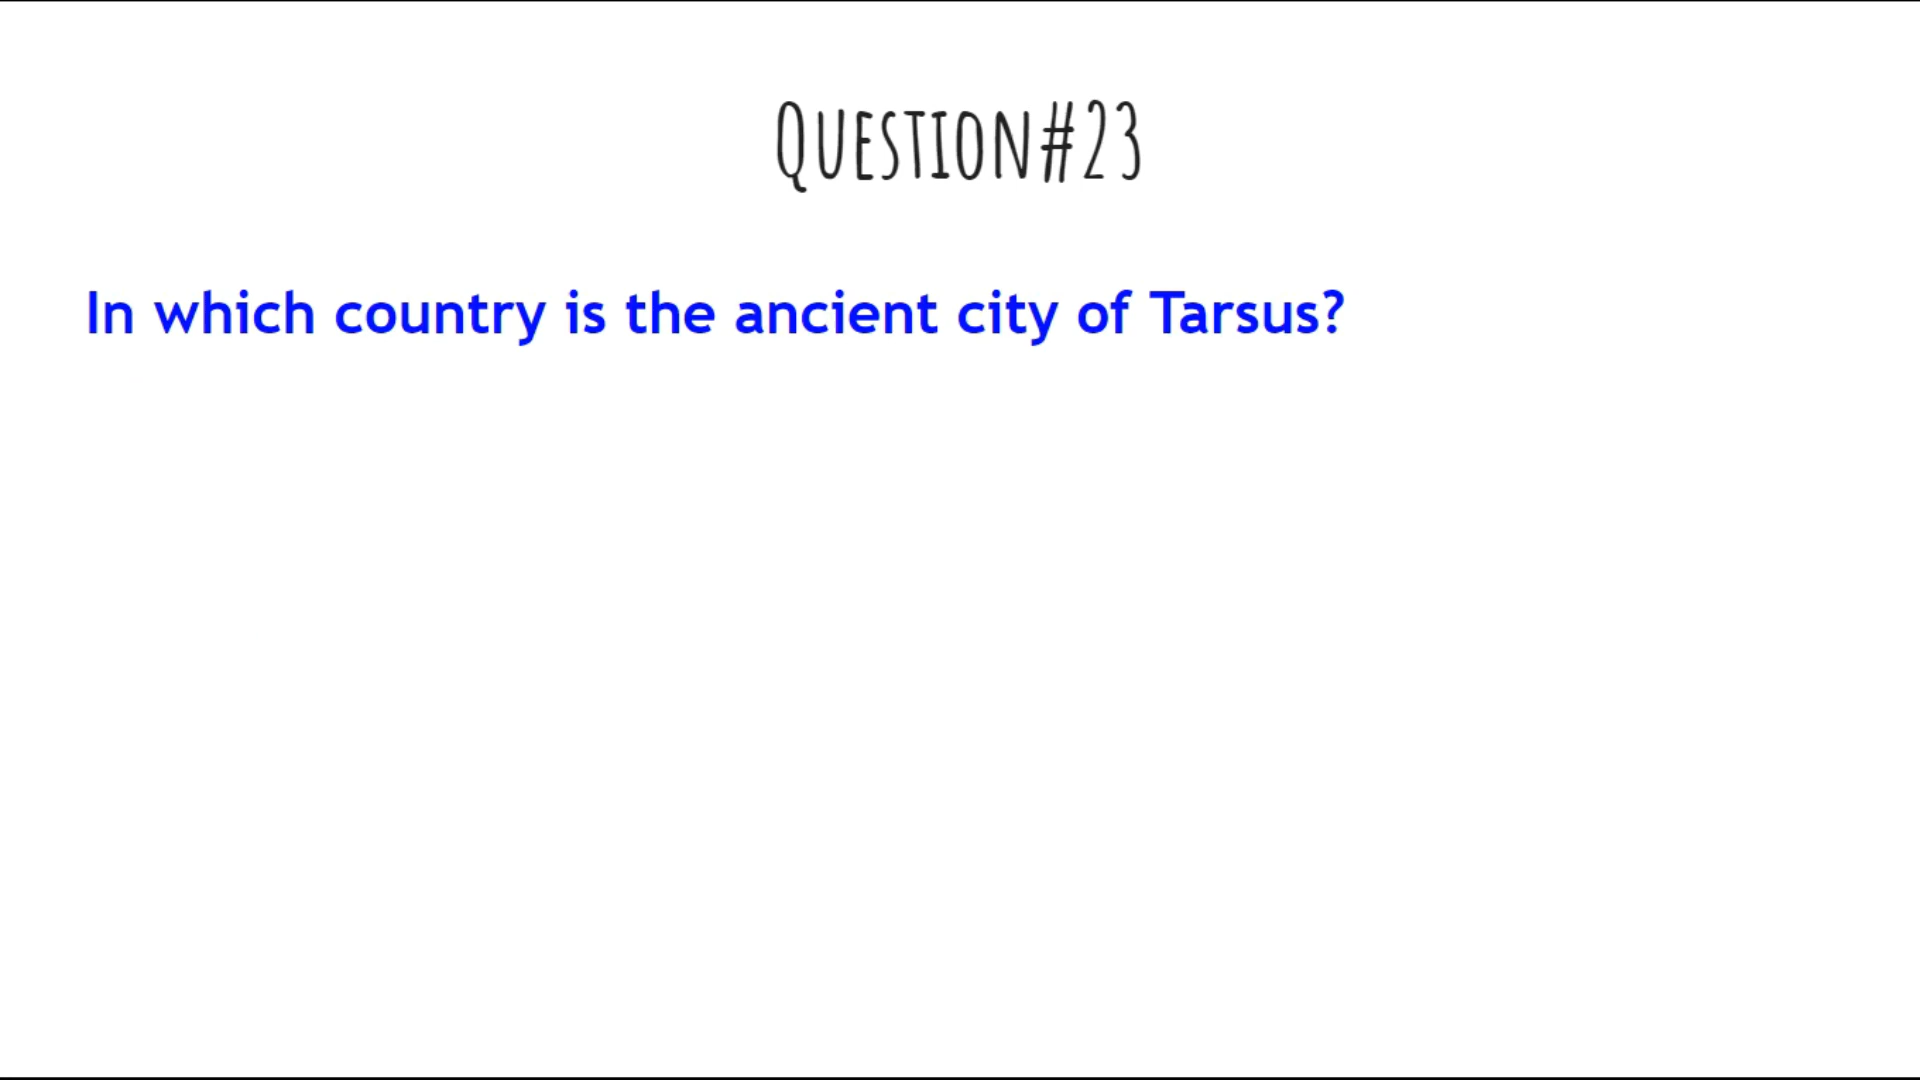 Question#23
In which country is the ancient city of Tarsus?